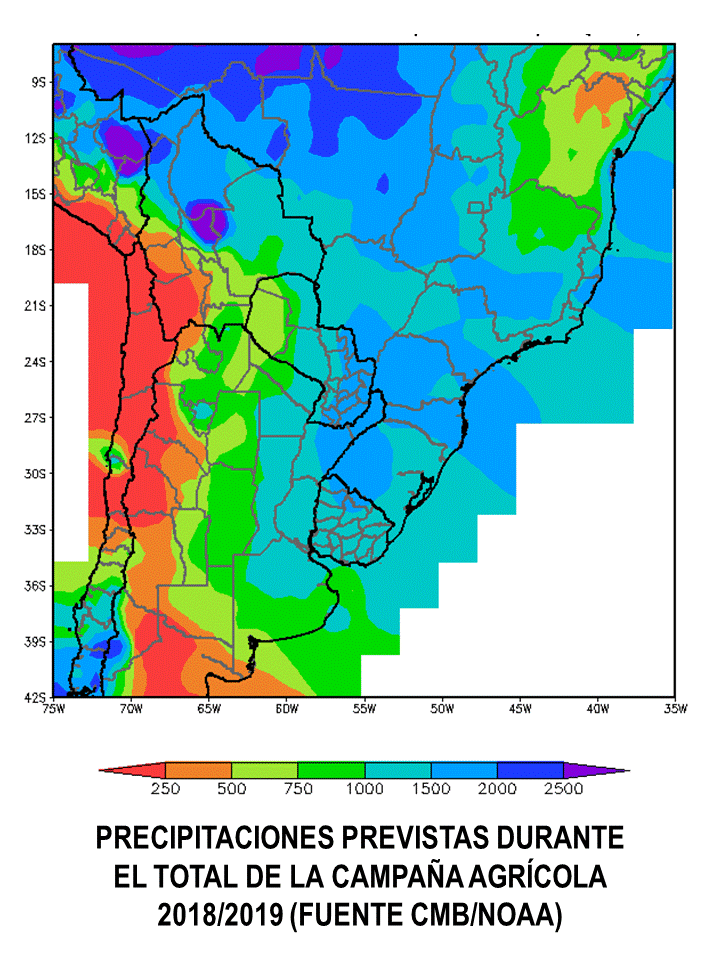 9S
12S
15S
18S
21S
24S
27S
30S
33S
36S
39S
42S
75W 70W 65W 60W 55W 50W 45W 40W 35W
250 500 750 1000 1500 2000 2500
PRECIPITACIONES PREVISTAS DURANTE
EL TOTAL DE LA CAMPAÑA AGRÍCOLA
2018/2019 (FUENTE CMB/NOAA)